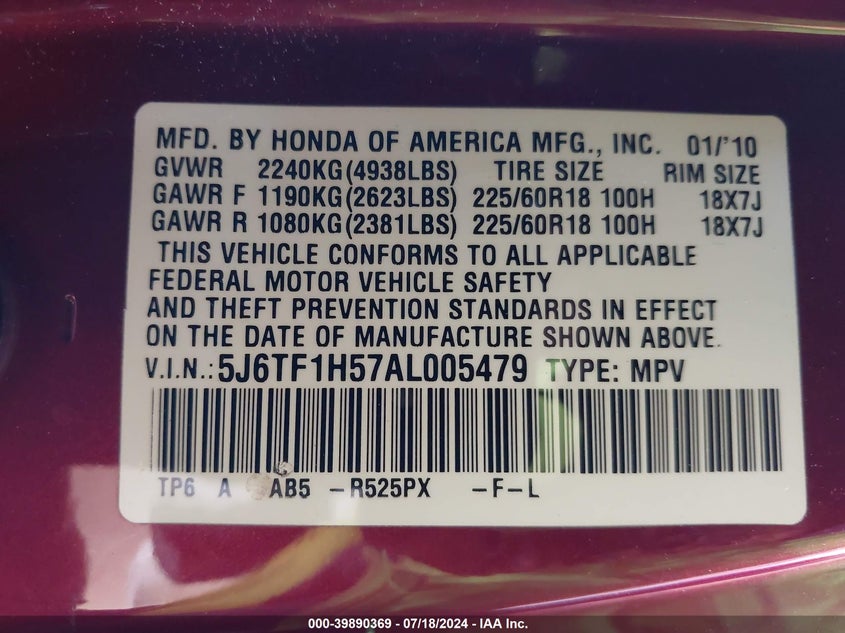 MFD. BY HONDA OF AMERICA MFG., INC. 01/'10
GVWR 2240KG(4938LBS) TIRE SIZE RIM SIZE
GAWR F 1190KG(2623LBS) 225/60R18 100H 18X7J
GAWR R 1080KG(2381LBS) 225/60R18 100H 18X7J
THIS VEHICLE CONFORMS TO ALL APPLICABLE
FEDERAL MOTOR VEHICLE SAFETY
AND THEFT PREVENTION STANDARDS IN EFFECT
ON THE DATE OF MANUFACTURE SHOWN ABOVE.
V.I.N.: 5J6TF1H57AL005479 TYPE: MPV
TP6 A AB5 -R525PX -F-L
000-39890369 - 07/18/2024 - IAA Inc.